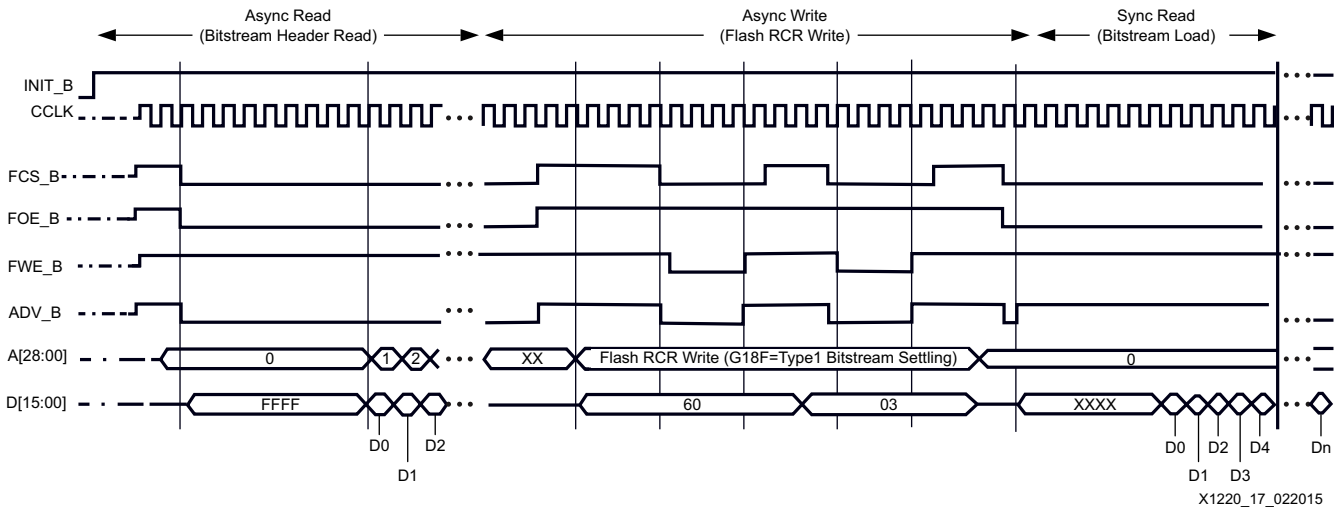 Async Read
(Bitstream Header Read)
Async Write
(Flash RCR Write)
Sync Read
(Bitstream Load)
INIT_B
CCLK
FCS_B
FOE_B
FWE_B
ADV_B
A[28:00] 0 1 2 XX Flash RCR Write (G18F=Type1 Bitstream Settling) 0
D[15:00] FFFF 60 03 XXXX
D0 D2 D0 D2 D4 Dn
D1 D1 D3
X1220_17_022015